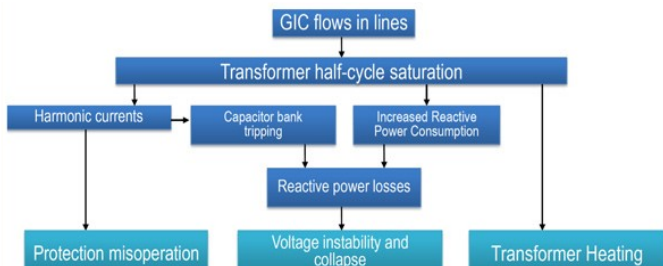 GIC flows in lines
Transformer half-cycle saturation
Harmonic currents
Capacitor bank
tripping
Increased Reactive
Power Consumption
Reactive power losses
Protection misoperation
Voltage instability and
collapse
Transformer Heating